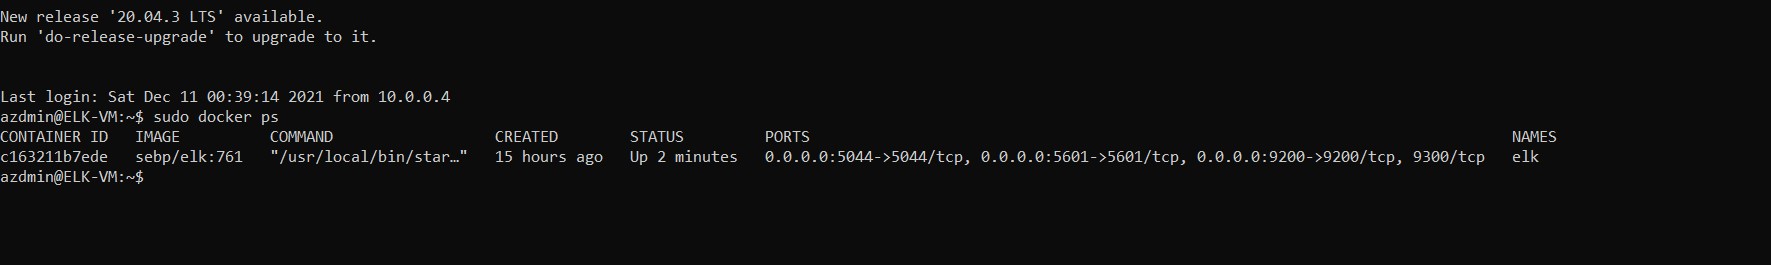 New release '20.04.3 LTS' available.
Run 'do-release-upgrade' to upgrade to it.
Last login: Sat Dec 11 00:39:14 2021 from 10.0.0.4
azdmin@ELK-VM:~$ sudo docker ps
CONTAINER ID   IMAGE          COMMAND                  CREATED        STATUS         PORTS                                                                              NAMES
c163211b7ede   sebp/elk:761   "/usr/local/bin/star…"   15 hours ago   Up 2 minutes   0.0.0.0:5044->5044/tcp, 0.0.0.0:5601->5601/tcp, 0.0.0.0:9200->9200/tcp, 9300/tcp   elk
azdmin@ELK-VM:~$